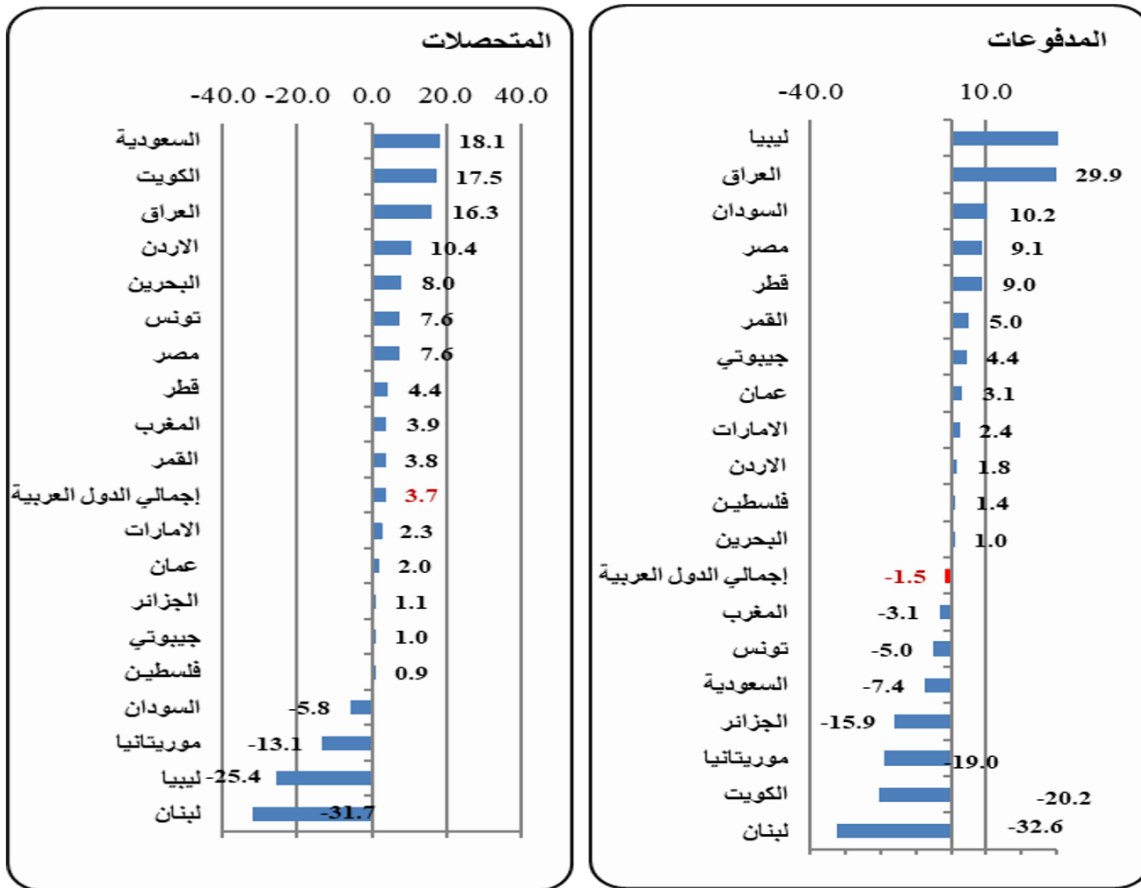 المدفوعات
-40.0 10.0
ليبيا
العراق 29.9
السودان 10.2
مصر 9.1
قطر 9.0
القمر 5.0
جيبوتي 4.4
عمان 3.1
الامارات 2.4
الاردن 1.8
فلسطين 1.4
البحرين 1.0
إجمالي الدول العربية -1.5
المغرب -3.1
تونس -5.0
السعودية -7.4
الجزائر -15.9
موريتانيا -19.0
الكويت -20.2
لبنان -32.6
المتحصلات
-40.0 -20.0 0.0 20.0 40.0
السعودية 18.1
الكويت 17.5
العراق 16.3
الاردن 10.4
البحرين 8.0
تونس 7.6
مصر 7.6
قطر 4.4
المغرب 3.9
القمر 3.8
إجمالي الدول العربية 3.7
الامارات 2.3
عمان 2.0
الجزائر 1.1
جيبوتي 1.0
فلسطين 0.9
السودان -5.8
موريتانيا -13.1
ليبيا -25.4
لبنان -31.7